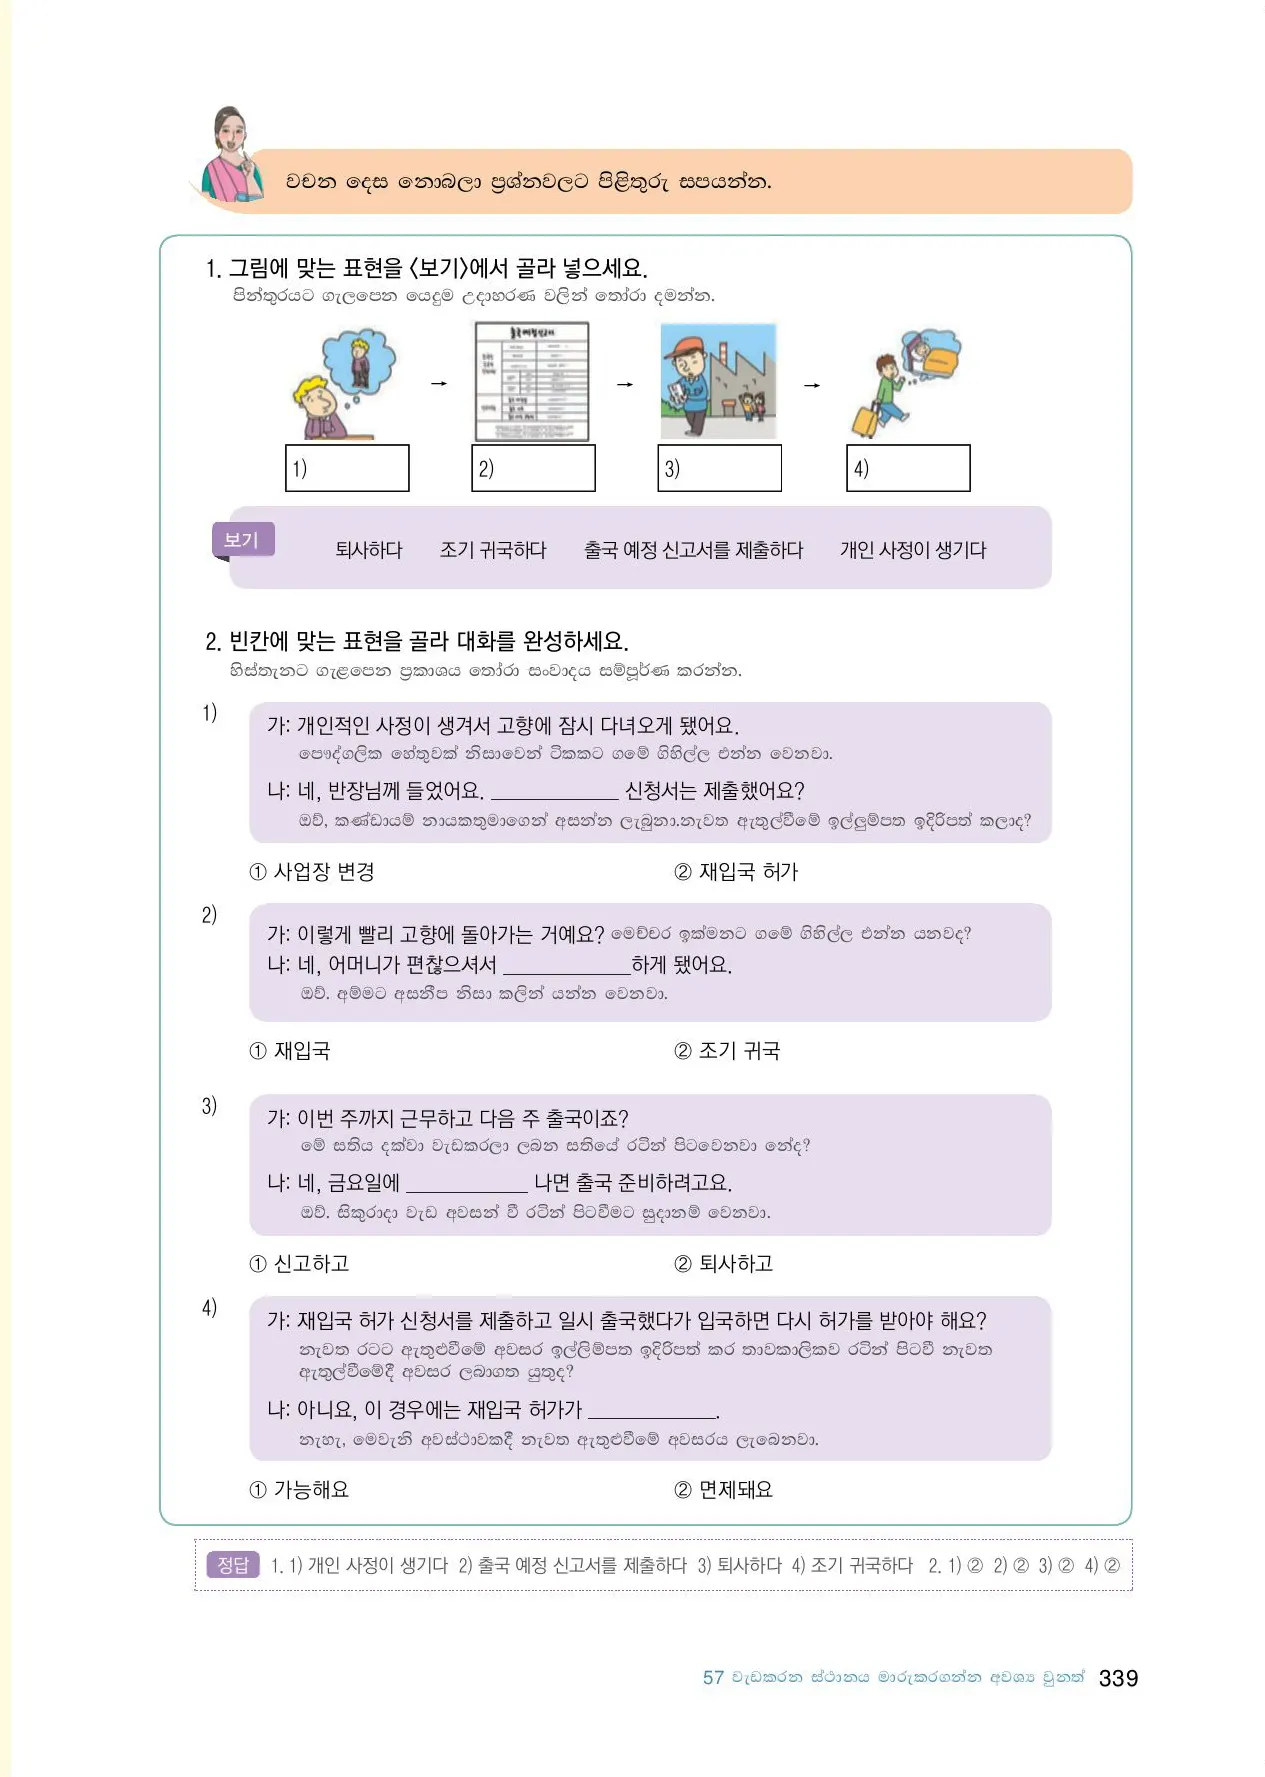 වචන දෙස නොබලා ප්‍රශ්නවලට පිළිතුරු සපයන්න.
1. 그림에 맞는 표현을 〈보기〉에서 골라 넣으세요.
පින්තූරයට ගැලපෙන යෙදුම උදාහරණ වලින් තෝරා දමන්න.
1)
2)
3)
4)
보기
퇴사하다 조기 귀국하다 출국 예정 신고서를 제출하다 개인 사정이 생기다
2. 빈칸에 맞는 표현을 골라 대화를 완성하세요.
හිස්තැනට ගැළපෙන ප්‍රකාශය තෝරා සංවාදය සම්පූර්ණ කරන්න.
1)
가: 개인적인 사정이 생겨서 고향에 잠시 다녀오게 됐어요.
පෞද්ගලික හේතුවක් නිසාවෙන් ටිකකට ගමේ ගිහිල්ල එන්න වෙනවා.
나: 네, 반장님께 들었어요. ____________ 신청서는 제출했어요?
ඔව්, කණ්ඩායම් නායකතුමාගෙන් අසන්න ලැබුනා.නැවත ඇතුල්වීමේ ඉල්ලුම්පත ඉදිරිපත් කලාද?
① 사업장 변경 ② 재입국 허가
2)
가: 이렇게 빨리 고향에 돌아가는 거예요? මෙච්චර ඉක්මනට ගමේ ගිහිල්ල එන්න යනවද?
나: 네, 어머니가 편찮으셔서 ____________하게 됐어요.
ඔව්. අම්මට අසනීප නිසා කලින් යන්න වෙනවා.
① 재입국 ② 조기 귀국
3)
가: 이번 주까지 근무하고 다음 주 출국이죠?
මේ සතිය දක්වා වැඩකරලා ලබන සතියේ රටින් පිටවෙනවා නේද?
나: 네, 금요일에 ____________ 나면 출국 준비하려고요.
ඔව්. සිකුරාදා වැඩ අවසන් වී රටින් පිටවීමට සුදානම් වෙනවා.
① 신고하고 ② 퇴사하고
4)
가: 재입국 허가 신청서를 제출하고 일시 출국했다가 입국하면 다시 허가를 받아야 해요?
නැවත රටට ඇතුළුවීමේ අවසර ඉල්ලිම්පත ඉදිරිපත් කර තාවකාලිකව රටින් පිටවී නැවත
ඇතුල්වීමේදී අවසර ලබාගත යුතුද?
나: 아니요, 이 경우에는 재입국 허가가 ____________.
නැහැ, මෙවැනි අවස්ථාවකදී නැවත ඇතුළුවීමේ අවසරය ලැබෙනවා.
① 가능해요 ② 면제돼요
정답 1. 1) 개인 사정이 생기다 2) 출국 예정 신고서를 제출하다 3) 퇴사하다 4) 조기 귀국하다 2. 1) ② 2) ② 3) ② 4) ②
57 වැඩකරන ස්ථානය මාරුකරගන්න අවශ්‍ය වුනත් 339